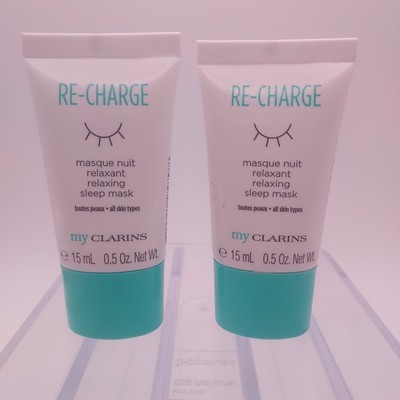 RE-CHARGE
masque nuit
relaxant
relaxing
sleep mask
toutes peaux • all skin types
my CLARINS
e 15 mL 0.5 Oz. Net Wt.
RE-CHARGE
masque nuit
relaxant
relaxing
sleep mask
toutes peaux • all skin types
my CLARINS
e 15 mL 0.5 Oz. Net Wt.